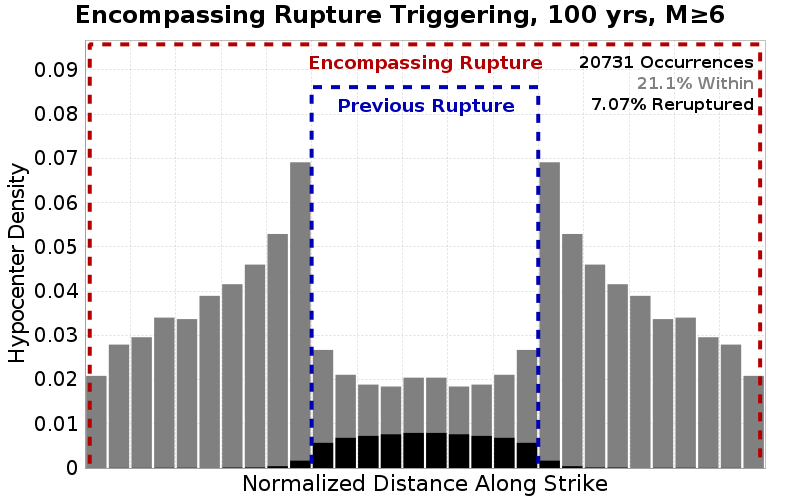 Encompassing Rupture Triggering, 100 yrs, M≥6
Encompassing Rupture
Previous Rupture
20731 Occurrences
21.1% Within
7.07% Reruptured
Hypocenter Density
0.09
0.08
0.07
0.06
0.05
0.04
0.03
0.02
0.01
0
Normalized Distance Along Strike